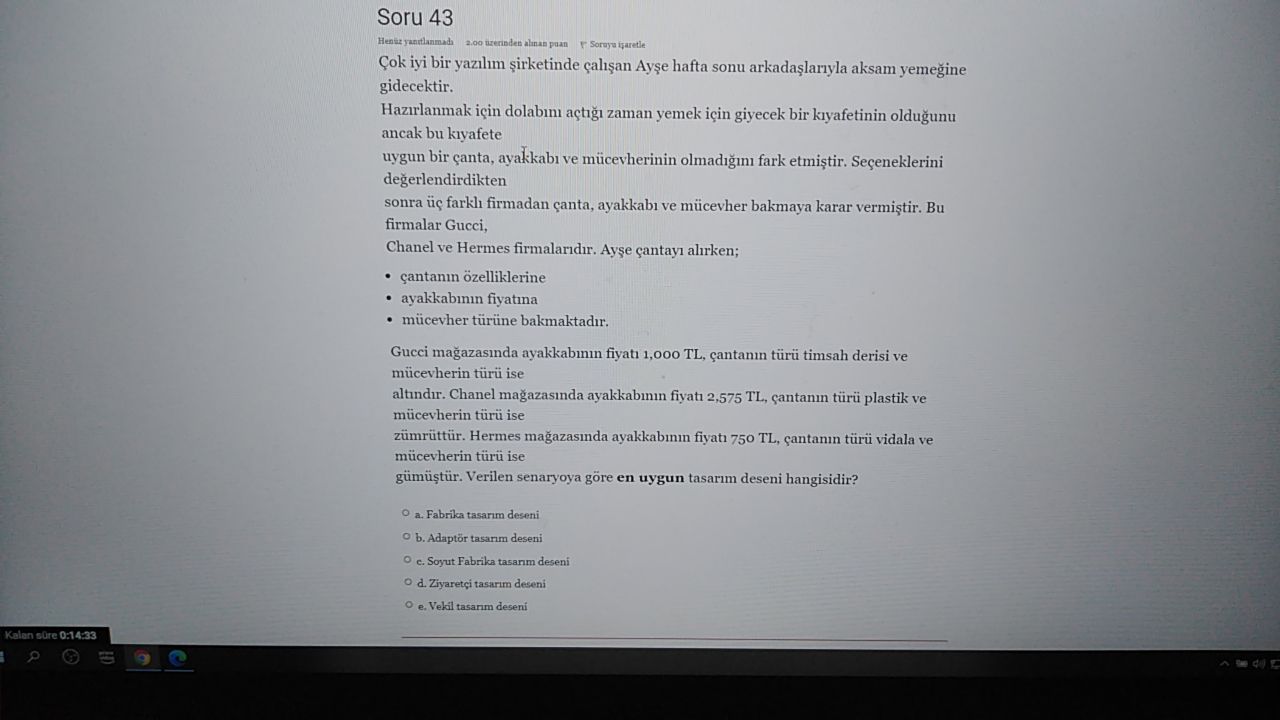 Soru 43
Henüz yanıtlanmadı 2.00 üzerinden alınan puan Soruyu işaretle
Çok iyi bir yazılım şirketinde çalışan Ayşe hafta sonu arkadaşlarıyla aksam yemeğine
gidecektir.
Hazırlanmak için dolabını açtığı zaman yemek için giyecek bir kıyafetinin olduğunu
ancak bu kıyafete
uygun bir çanta, ayakkabı ve mücevherinin olmadığını fark etmiştir. Seçeneklerini
değerlendirdikten
sonra üç farklı firmadan çanta, ayakkabı ve mücevher bakmaya karar vermiştir. Bu
firmalar Gucci,
Chanel ve Hermes firmalarıdır. Ayşe çantayı alırken;
• çantanın özelliklerine
• ayakkabının fiyatına
• mücevher türüne bakmaktadır.
Gucci mağazasında ayakkabının fiyatı 1,000 TL, çantanın türü timsah derisi ve
mücevherin türü ise
altındır. Chanel mağazasında ayakkabının fiyatı 2,575 TL, çantanın türü plastik ve
mücevherin türü ise
zümrüttür. Hermes mağazasında ayakkabının fiyatı 750 TL, çantanın türü vidala ve
mücevherin türü ise
gümüştür. Verilen senaryoya göre en uygun tasarım deseni hangisidir?
a. Fabrika tasarım deseni
b. Adaptör tasarım deseni
c. Soyut Fabrika tasarım deseni
d. Ziyaretçi tasarım deseni
e. Vekil tasarım deseni
Kalan süre 0:14:33